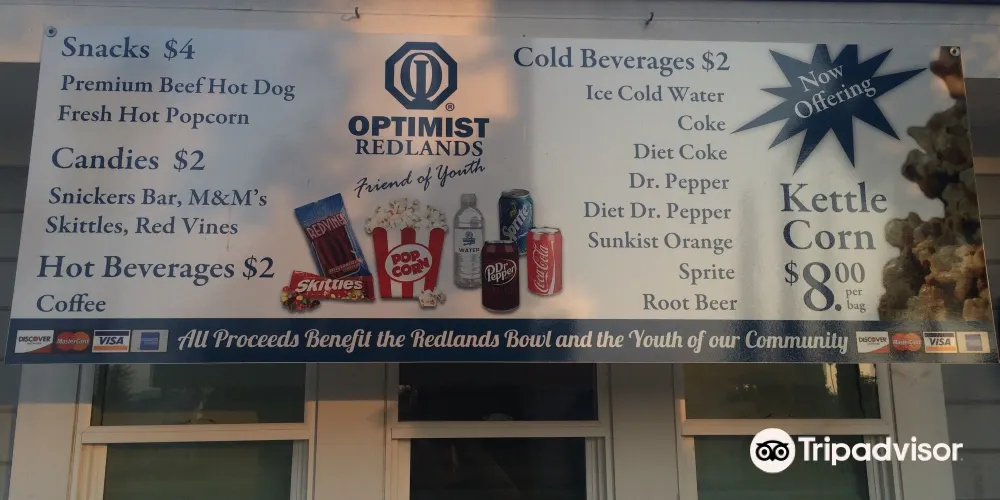 Snacks $4
Premium Beef Hot Dog
Fresh Hot Popcorn
Candies $2
Snickers Bar, M&M's
Skittles, Red Vines
Hot Beverages $2
Coffee
®
OPTIMIST
REDLANDS
Friend of Youth
REDVINES
Skittles
POP
CORN
WATER
Sprite
Dr Pepper
Coca-Cola
Cold Beverages $2
Ice Cold Water
Coke
Diet Coke
Dr. Pepper
Diet Dr. Pepper
Sunkist Orange
Sprite
Root Beer
Now
Offering
Kettle
Corn
$8.00
per
bag
DISCOVER MasterCard VISA
All Proceeds Benefit the Redlands Bowl and the Youth of our Community
DISCOVER MasterCard VISA
Tripadvisor